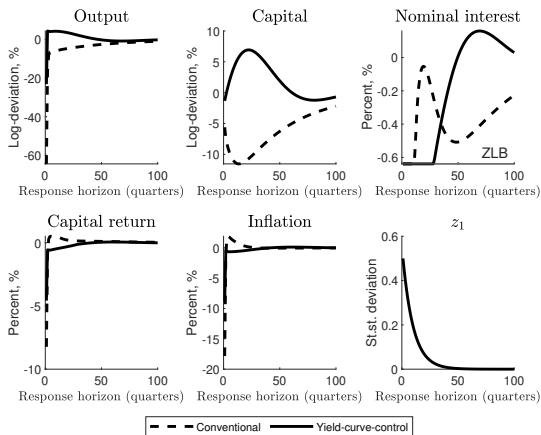 Output
Capital
Nominal interest
Log-deviation, %
0
-20
-40
-60
0
50
100
Response horizon (quarters)
Log-deviation, %
5
0
-5
-10
0
50
100
Response horizon (quarters)
Percent, %
0
-0.2
-0.4
-0.6
ZLB
0
50
100
Response horizon (quarters)
Capital return
Inflation
z1
Percent, %
0
-5
-10
0
50
100
Response horizon (quarters)
Percent, %
0
-5
-10
-15
-20
0
50
100
Response horizon (quarters)
St.st. deviation
0.6
0.4
0.2
0
0
50
100
Response horizon (quarters)
Conventional
Yield-curve-control